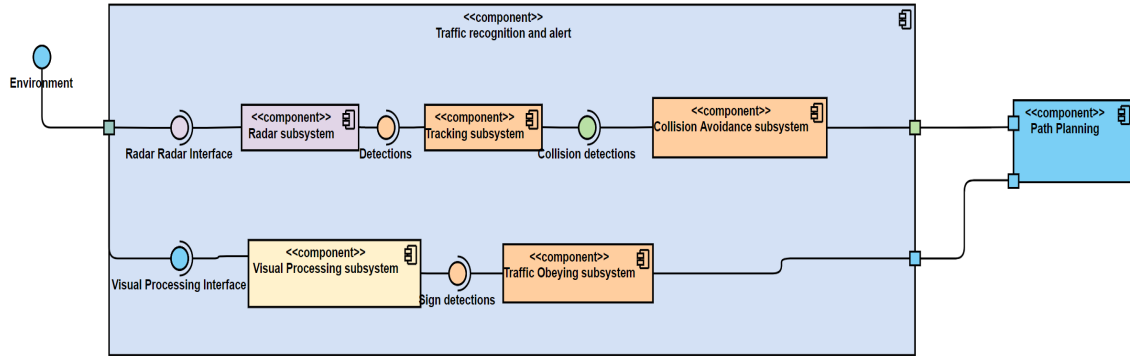 <<component>>
Traffic recognition and alert
Environment
<<component>>
Radar subsystem
<<component>>
Tracking subsystem
<<component>>
Collision Avoidance subsystem
<<component>>
Path Planning
Radar Radar Interface
Detections
Collision detections
<<component>>
Visual Processing subsystem
<<component>>
Traffic Obeying subsystem
Visual Processing Interface
Sign detections